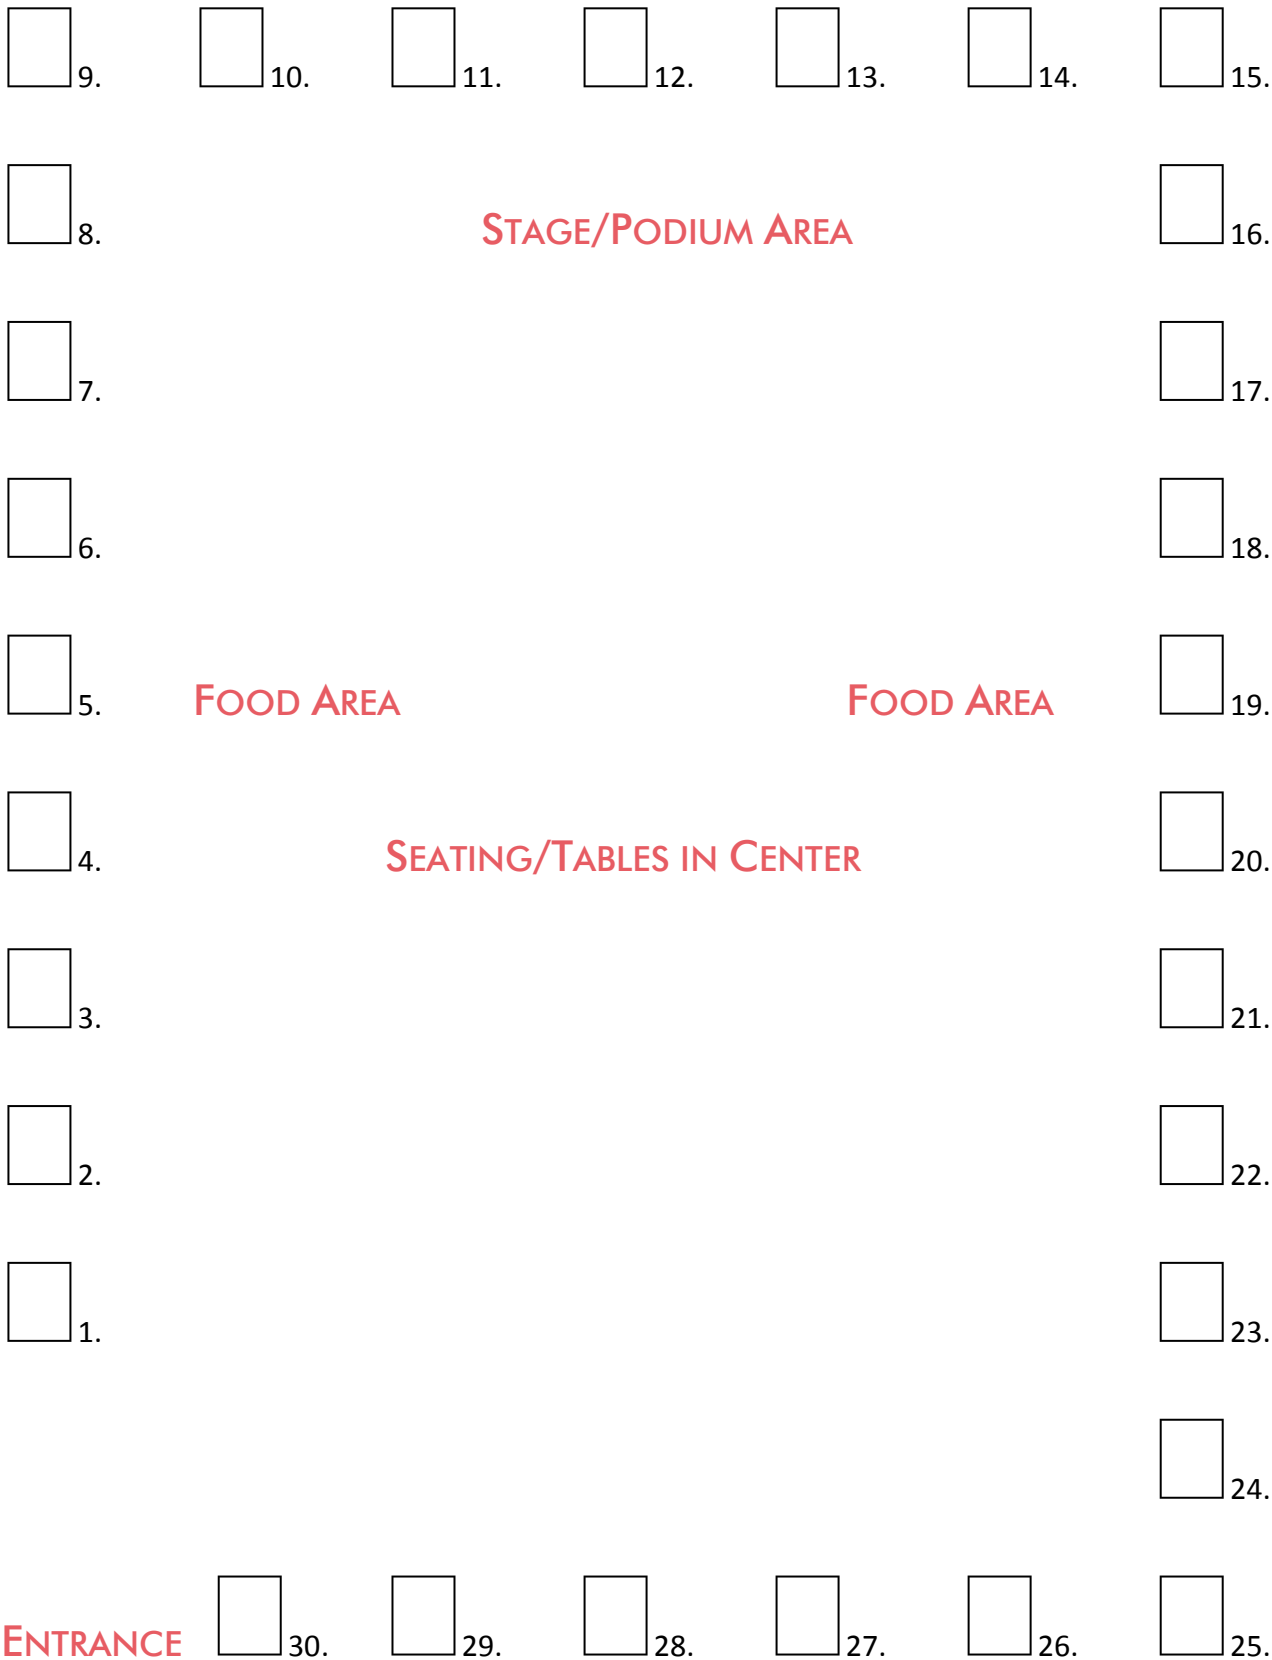 9. 10. 11. 12. 13. 14. 15.
8. STAGE/PODIUM AREA 16.
7. 17.
6. 18.
5. FOOD AREA FOOD AREA 19.
4. SEATING/TABLES IN CENTER 20.
3. 21.
2. 22.
1. 23.
24.
ENTRANCE 30. 29. 28. 27. 26. 25.